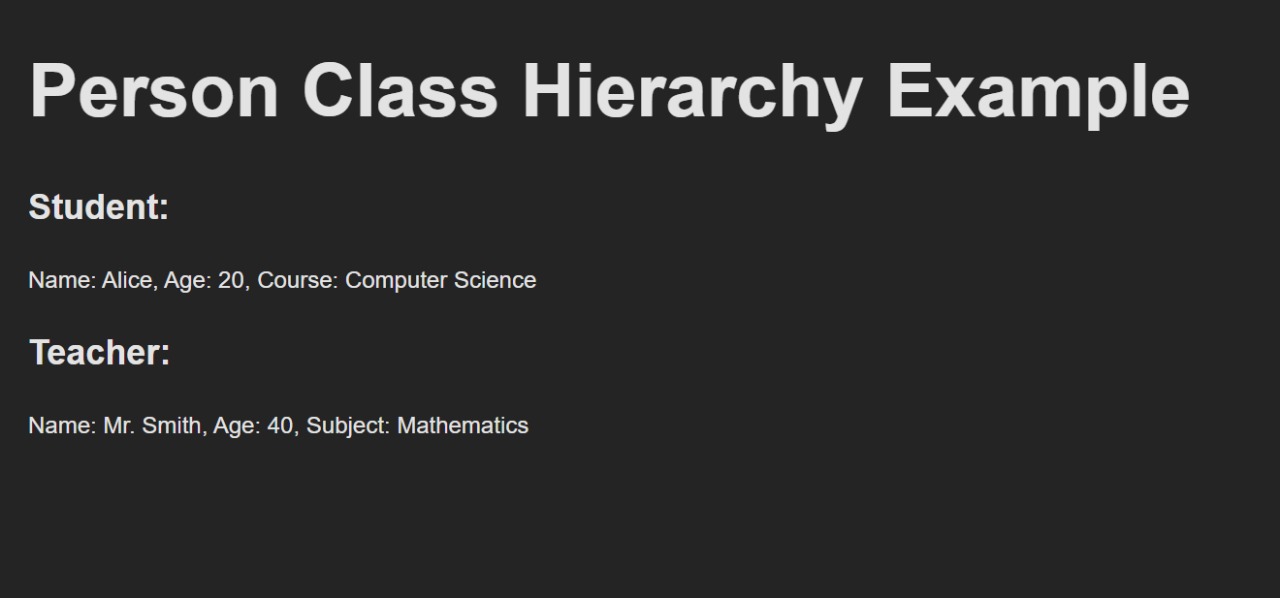 Person Class Hierarchy Example
Student:
Name: Alice, Age: 20, Course: Computer Science
Teacher:
Name: Mr. Smith, Age: 40, Subject: Mathematics